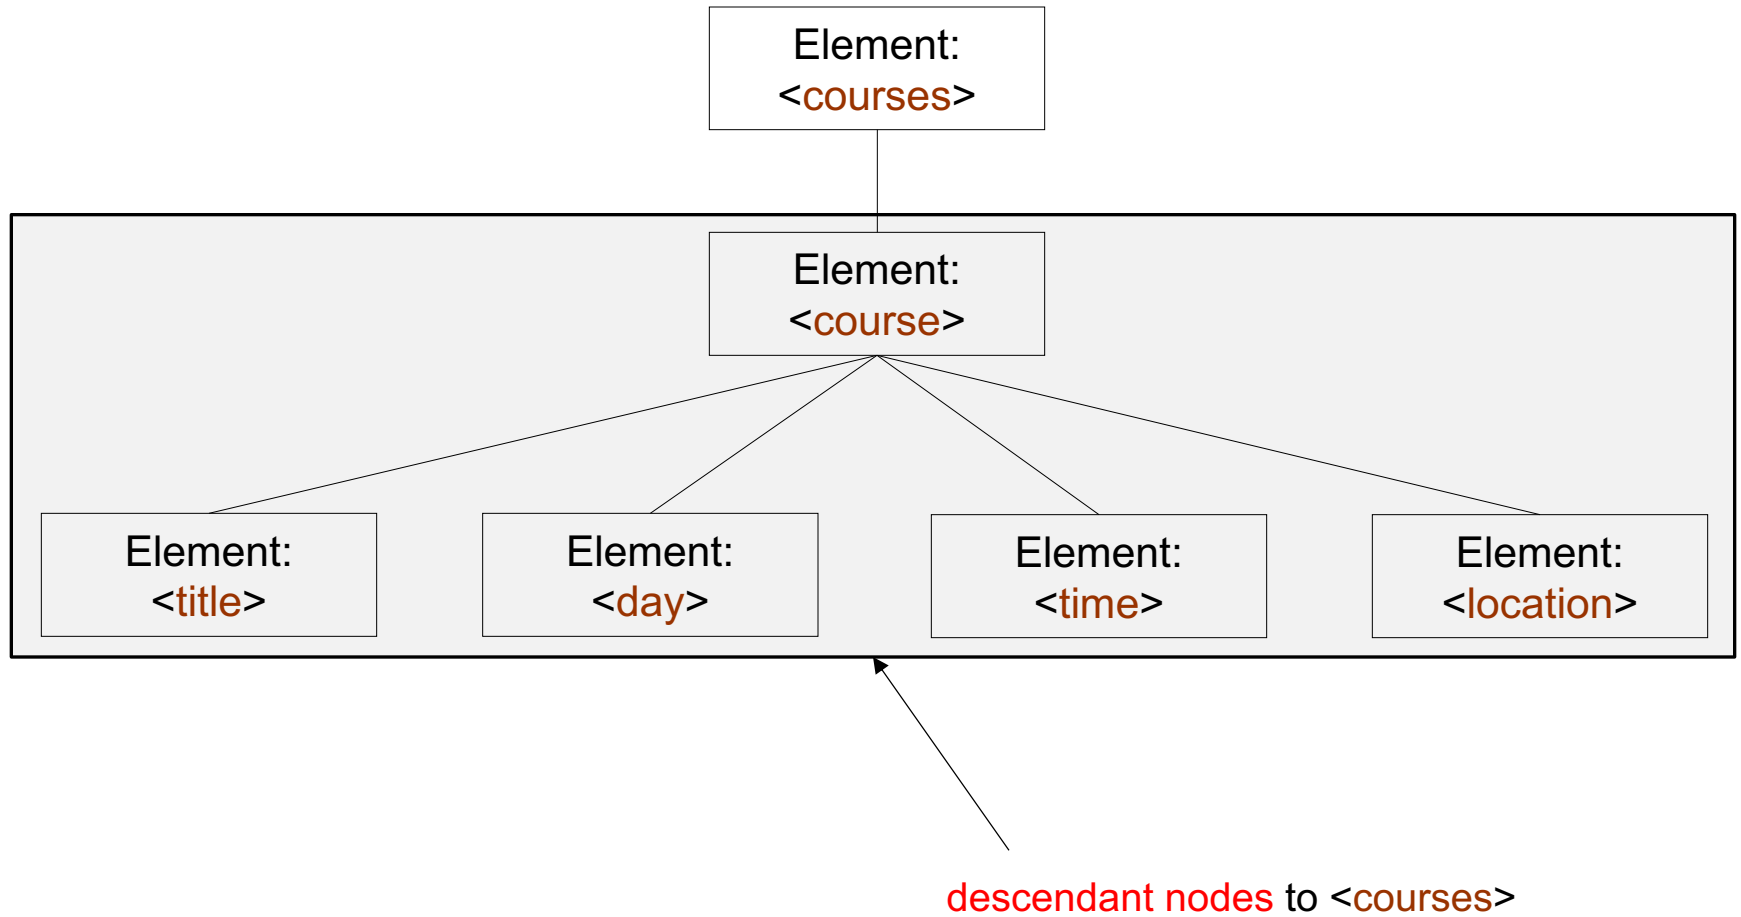 Element:
<courses>
Element:
<course>
Element:
<title>
Element:
<day>
Element:
<time>
Element:
<location>
descendant nodes to <courses>